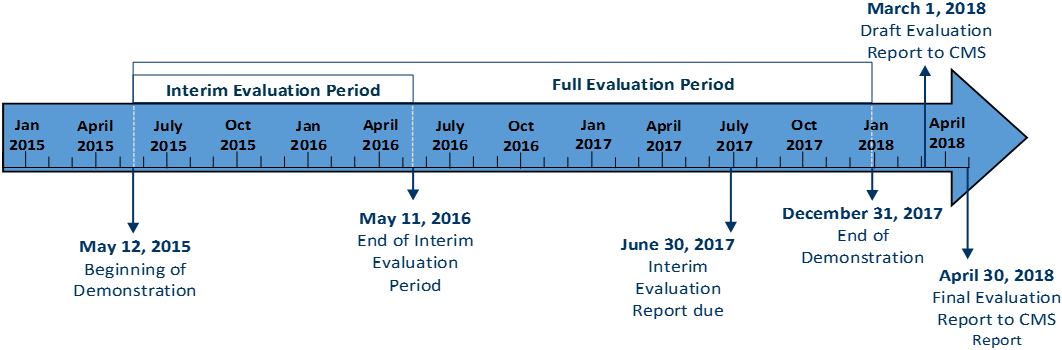 March 1, 2018
Draft Evaluation
Report to CMS
Interim Evaluation Period
Full Evaluation Period
Jan
2015
April
2015
July
2015
Oct
2015
Jan
2016
April
2016
July
2016
Oct
2016
Jan
2017
April
2017
July
2017
Oct
2017
Jan
2018
April
2018
May 12, 2015
Beginning of
Demonstration
May 11, 2016
End of Interim
Evaluation
Period
June 30, 2017
Interim
Evaluation
Report due
December 31, 2017
End of
Demonstration
April 30, 2018
Final Evaluation
Report to CMS
Report